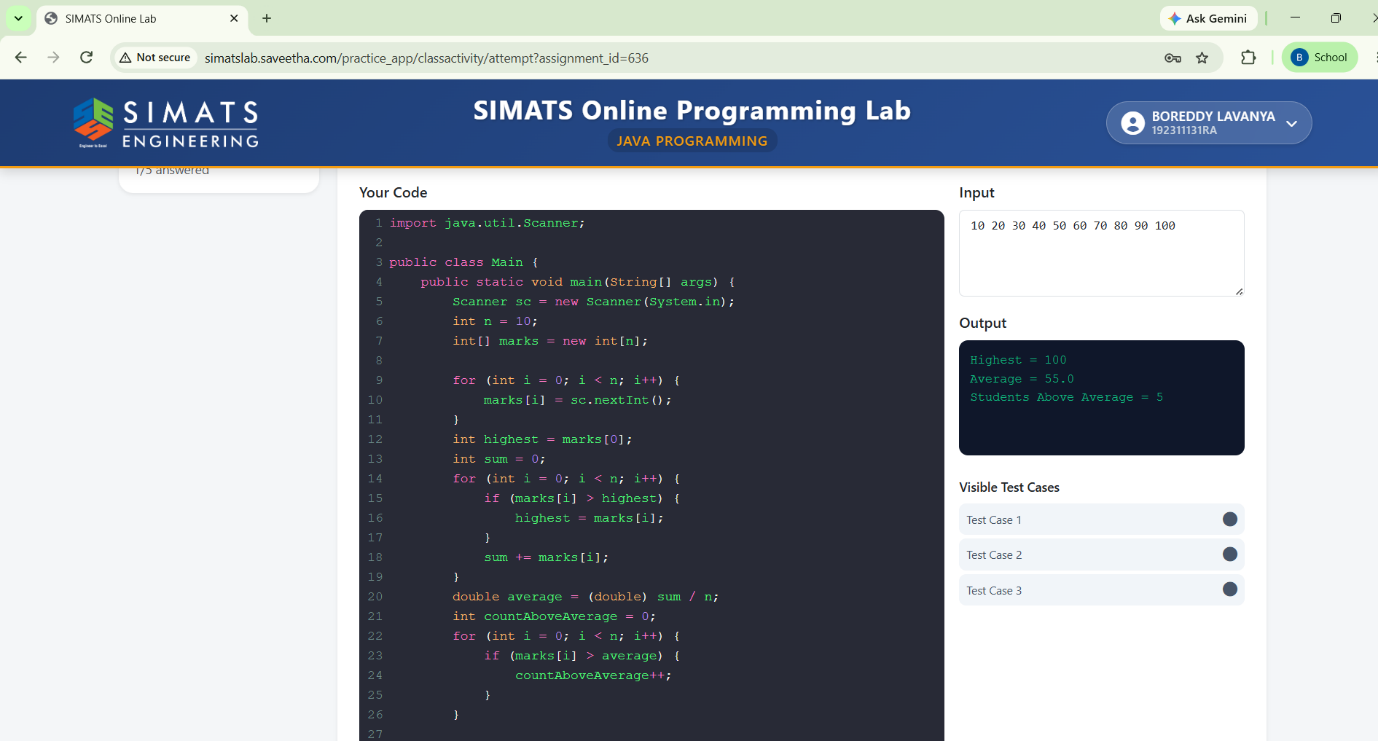 SIMATS Online Lab
Ask Gemini
Not secure
simatslab.saveetha.com/practice_app/classactivity/attempt?assignment_id=636
B
School
SIMATS
ENGINEERING
Engineer to Excel
SIMATS Online Programming Lab
JAVA PROGRAMMING
BOREDDY LAVANYA
192311131RA
1/5 answered
Your Code
1 import java.util.Scanner;
2
3 public class Main {
4     public static void main(String[] args) {
5         Scanner sc = new Scanner(System.in);
6         int n = 10;
7         int[] marks = new int[n];
8
9         for (int i = 0; i < n; i++) {
10             marks[i] = sc.nextInt();
11         }
12         int highest = marks[0];
13         int sum = 0;
14         for (int i = 0; i < n; i++) {
15             if (marks[i] > highest) {
16                 highest = marks[i];
17             }
18             sum += marks[i];
19         }
20         double average = (double) sum / n;
21         int countAboveAverage = 0;
22         for (int i = 0; i < n; i++) {
23             if (marks[i] > average) {
24                 countAboveAverage++;
25             }
26         }
27
Input
10 20 30 40 50 60 70 80 90 100
Output
Highest = 100
Average = 55.0
Students Above Average = 5
Visible Test Cases
Test Case 1
Test Case 2
Test Case 3